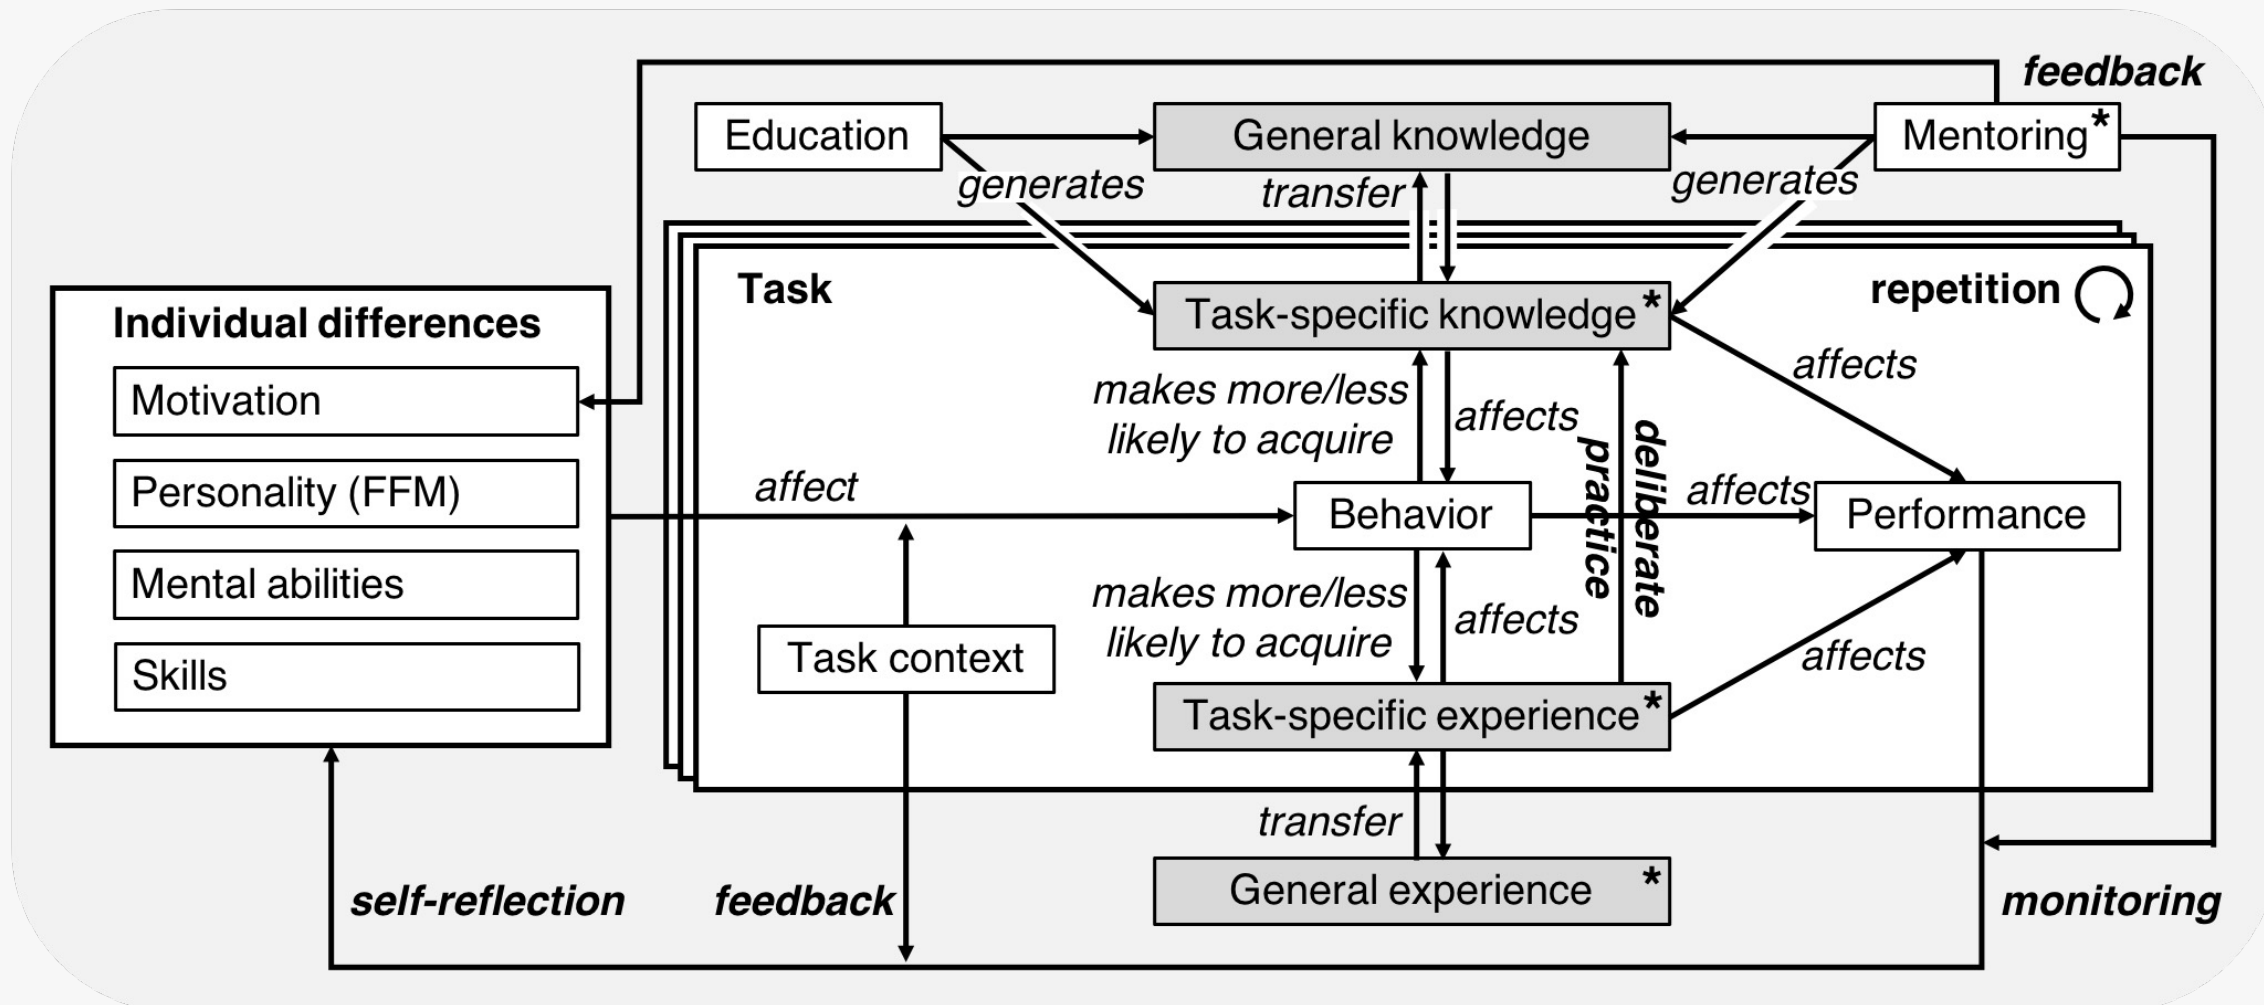 feedback
Education
General knowledge
Mentoring*
generates
transfer
generates
Task
repetition
Individual differences
Task-specific knowledge*
Motivation
makes more/less
likely to acquire
affects
affects
deliberate
practice
Personality (FFM)
affect
Behavior
affects
Performance
Mental abilities
makes more/less
likely to acquire
affects
Task context
affects
Skills
Task-specific experience*
transfer
General experience *
self-reflection
feedback
monitoring